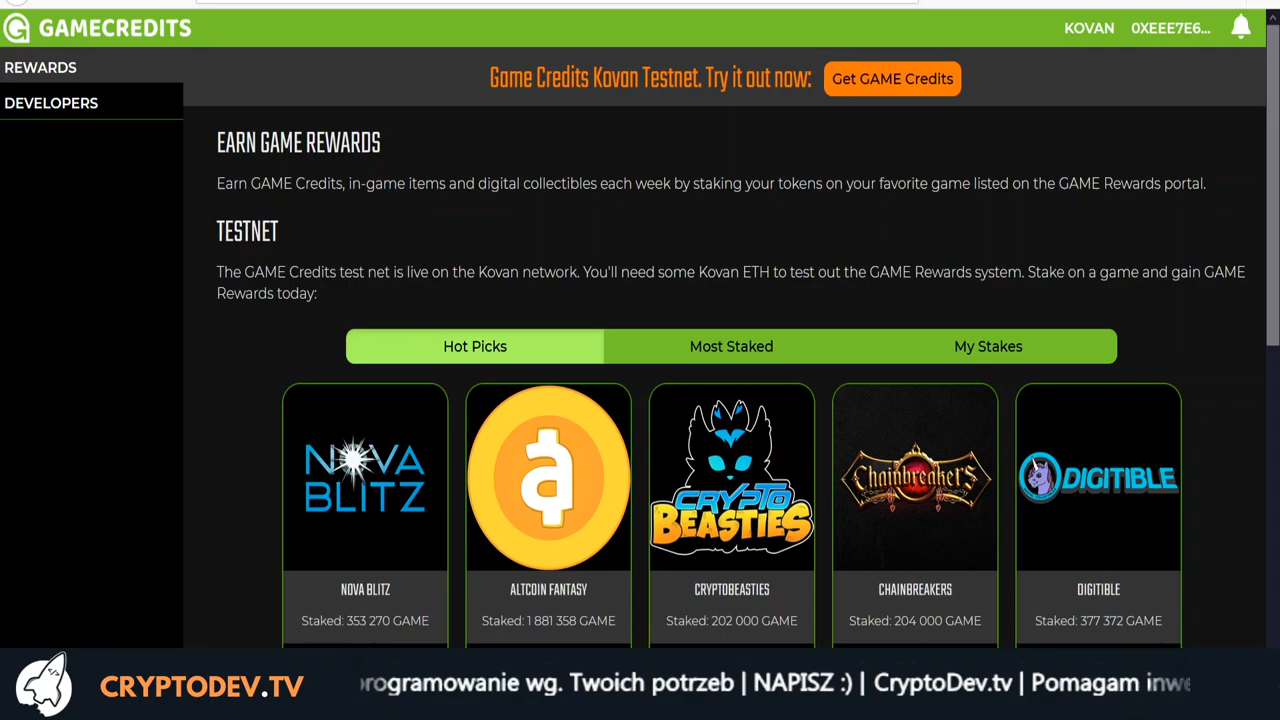 GAMECREDITS
KOVAN 0XEEE7E6...
REWARDS
DEVELOPERS
Game Credits Kovan Testnet. Try it out now: Get GAME Credits
EARN GAME REWARDS
Earn GAME Credits, in-game items and digital collectibles each week by staking your tokens on your favorite game listed on the GAME Rewards portal.
TESTNET
The GAME Credits test net is live on the Kovan network. You'll need some Kovan ETH to test out the GAME Rewards system. Stake on a game and gain GAME
Rewards today:
Hot Picks Most Staked My Stakes
NOVA BLITZ
a
CRYPTO BEASTIES
Chainbreakers
DIGITIBLE
NOVA BLITZ ALTCOIN FANTASY CRYPTOBEASTIES CHAINBREAKERS DIGITIBLE
Staked: 353 270 GAME Staked: 1 881 358 GAME Staked: 202 000 GAME Staked: 204 000 GAME Staked: 377 372 GAME
CRYPTODEV.TV rogramowanie wg. Twoich potrzeb | NAPISZ :) | CryptoDev.tv | Pomagam inwe